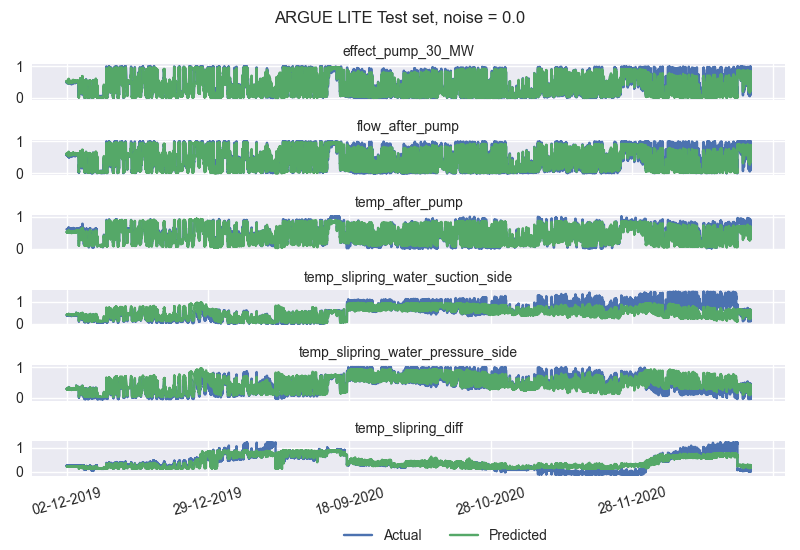 ARGUE LITE Test set, noise = 0.0
effect_pump_30_MW
1
0
flow_after_pump
1
0
temp_after_pump
1
0
temp_slipring_water_suction_side
1
0
temp_slipring_water_pressure_side
1
0
temp_slipring_diff
1
0
02-12-2019 29-12-2019 18-09-2020 28-10-2020 28-11-2020
Actual Predicted